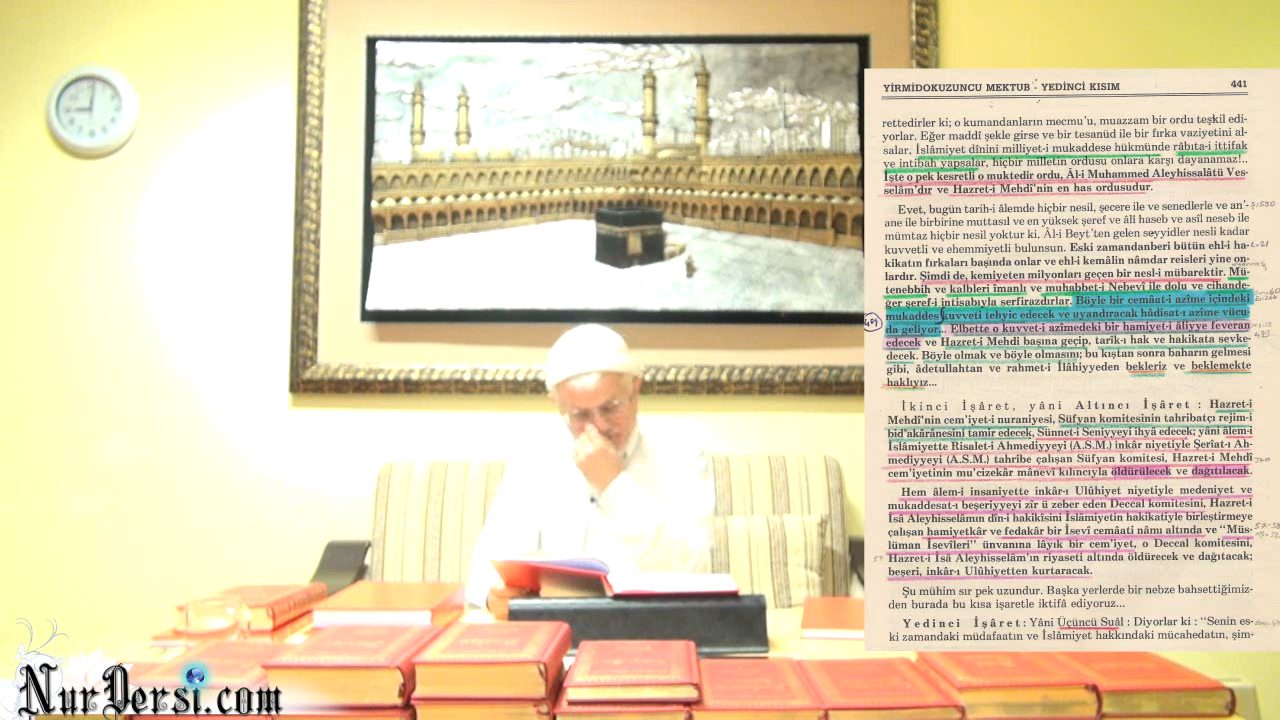 YİRMİDOKUZUNCU MEKTUB - YEDİNCİ KISIM 441
rettedirler ki; o kumandanların mecmu'u, muazzam bir ordu teşkil edi-
yorlar. Eğer maddî şekle girse ve bir tesanüd ile bir fırka vaziyetini al-
salar, İslâmiyet dînini milliyet-i mukaddese hükmünde râbıta-i ittifak
ve intibah yapsalar, hiçbir milletin ordusu onlara karşı dayanamaz!..
İşte o pek kesretli o muktedir ordu, Âl-i Muhammed Aleyhissalâtü Ves-
selâm'dır ve Hazret-i Mehdî'nin en has ordusudur.
Evet, bugün tarih-i âlemde hiçbir nesil, şecere ile ve senedlerle ve an'-
ane ile birbirine muttasıl ve en yüksek şeref ve âli haseb ve asil neseb ile
mümtaz hiçbir nesil yoktur ki, Âl-i Beyt'ten gelen seyyidler nesli kadar
kuvvetli ve ehemmiyetli bulunsun. Eski zamandanberi bütün ehl-i ha-
kikatın fırkaları başında onlar ve ehl-i kemâlin nâmdar reisleri yine on-
lardır. Şimdi de, kemiyeten milyonları geçen bir nesl-i mübarektir. Mü-
tenebbih ve kalbleri îmanlı ve muhabbet-i Nebevî ile dolu ve cihande-
ğer şeref-i intisabıyla serfirazdırlar. Böyle bir cemâat-i azîme içindeki
mukaddes kuvveti tehyic edecek ve uyandıracak hâdisat-ı azîme vücu-
da geliyor.. Elbette o kuvvet-i azîmedeki bir hamiyet-i âliyye feveran
edecek ve Hazret-i Mehdi başına geçip, tarîk-ı hak ve hakikata sevke-
decek. Böyle olmak ve böyle olmasını; bu kıştan sonra baharın gelmesi
gibi, âdetullahtan ve rahmet-i İlâhiyyeden bekleriz ve beklemekte
haklıyız...
İkinci İşâret, yâni Altıncı İşâret : Hazret-i
Mehdî'nin cem'iyet-i nuraniyesi, Süfyan komitesinin tahribatçı rejim-i
bid'akârânesini tamir edecek, Sünnet-i Seniyyeyi ihyâ edecek; yâni âlem-i
İslâmiyette Risalet-i Ahmediyyeyi (A.S.M.) inkâr niyetiyle Şerîat-ı Ah-
mediyyeyi (A.S.M.) tahribe çalışan Süfyan komitesi, Hazret-i Mehdî
cem'iyetinin mu'cizekâr mânevî kılıncıyla öldürülecek ve dağıtılacak.
Hem âlem-i insaniyette inkâr-ı Ulûhiyet niyetiyle medeniyet ve
mukaddesat-ı beşeriyyeyi zîr ü zeber eden Deccal komitesini, Hazret-i
İsâ Aleyhisselâmın dîn-i hakikîsini İslâmiyetin hakikatiyle birleştirmeye
çalışan hamiyetkâr ve fedakâr bir İsevî cemâati nâmı altında ve "Müs-
lüman İsevîleri" ünvanına lâyık bir cem'iyet, o Deccal komitesini,
Hazret-i İsâ Aleyhisselâm'ın riyaseti altında öldürecek ve dağıtacak;
beşeri, inkâr-ı Ulûhiyetten kurtaracak.
Şu mühim sır pek uzundur. Başka yerlerde bir nebze bahsettiğimiz-
den burada bu kısa işaretle iktifâ ediyoruz...
Yedinci İşâret: Yâni Üçüncü Suâl : Diyorlar ki : "Senin es-
ki zamandaki müdafaatın ve İslâmiyet hakkındaki mücahedatın, şim-
NurDersi.com